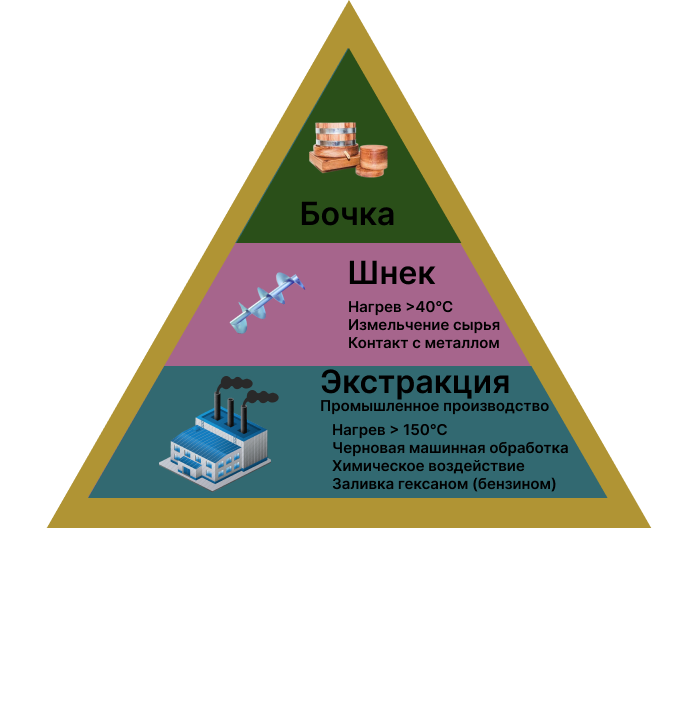 Бочка
Шнек
Нагрев >40°C
Измельчение сырья
Контакт с металлом
Экстракция
Промышленное производство
Нагрев > 150°C
Черновая машинная обработка
Химическое воздействие
Заливка гексаном (бензином)